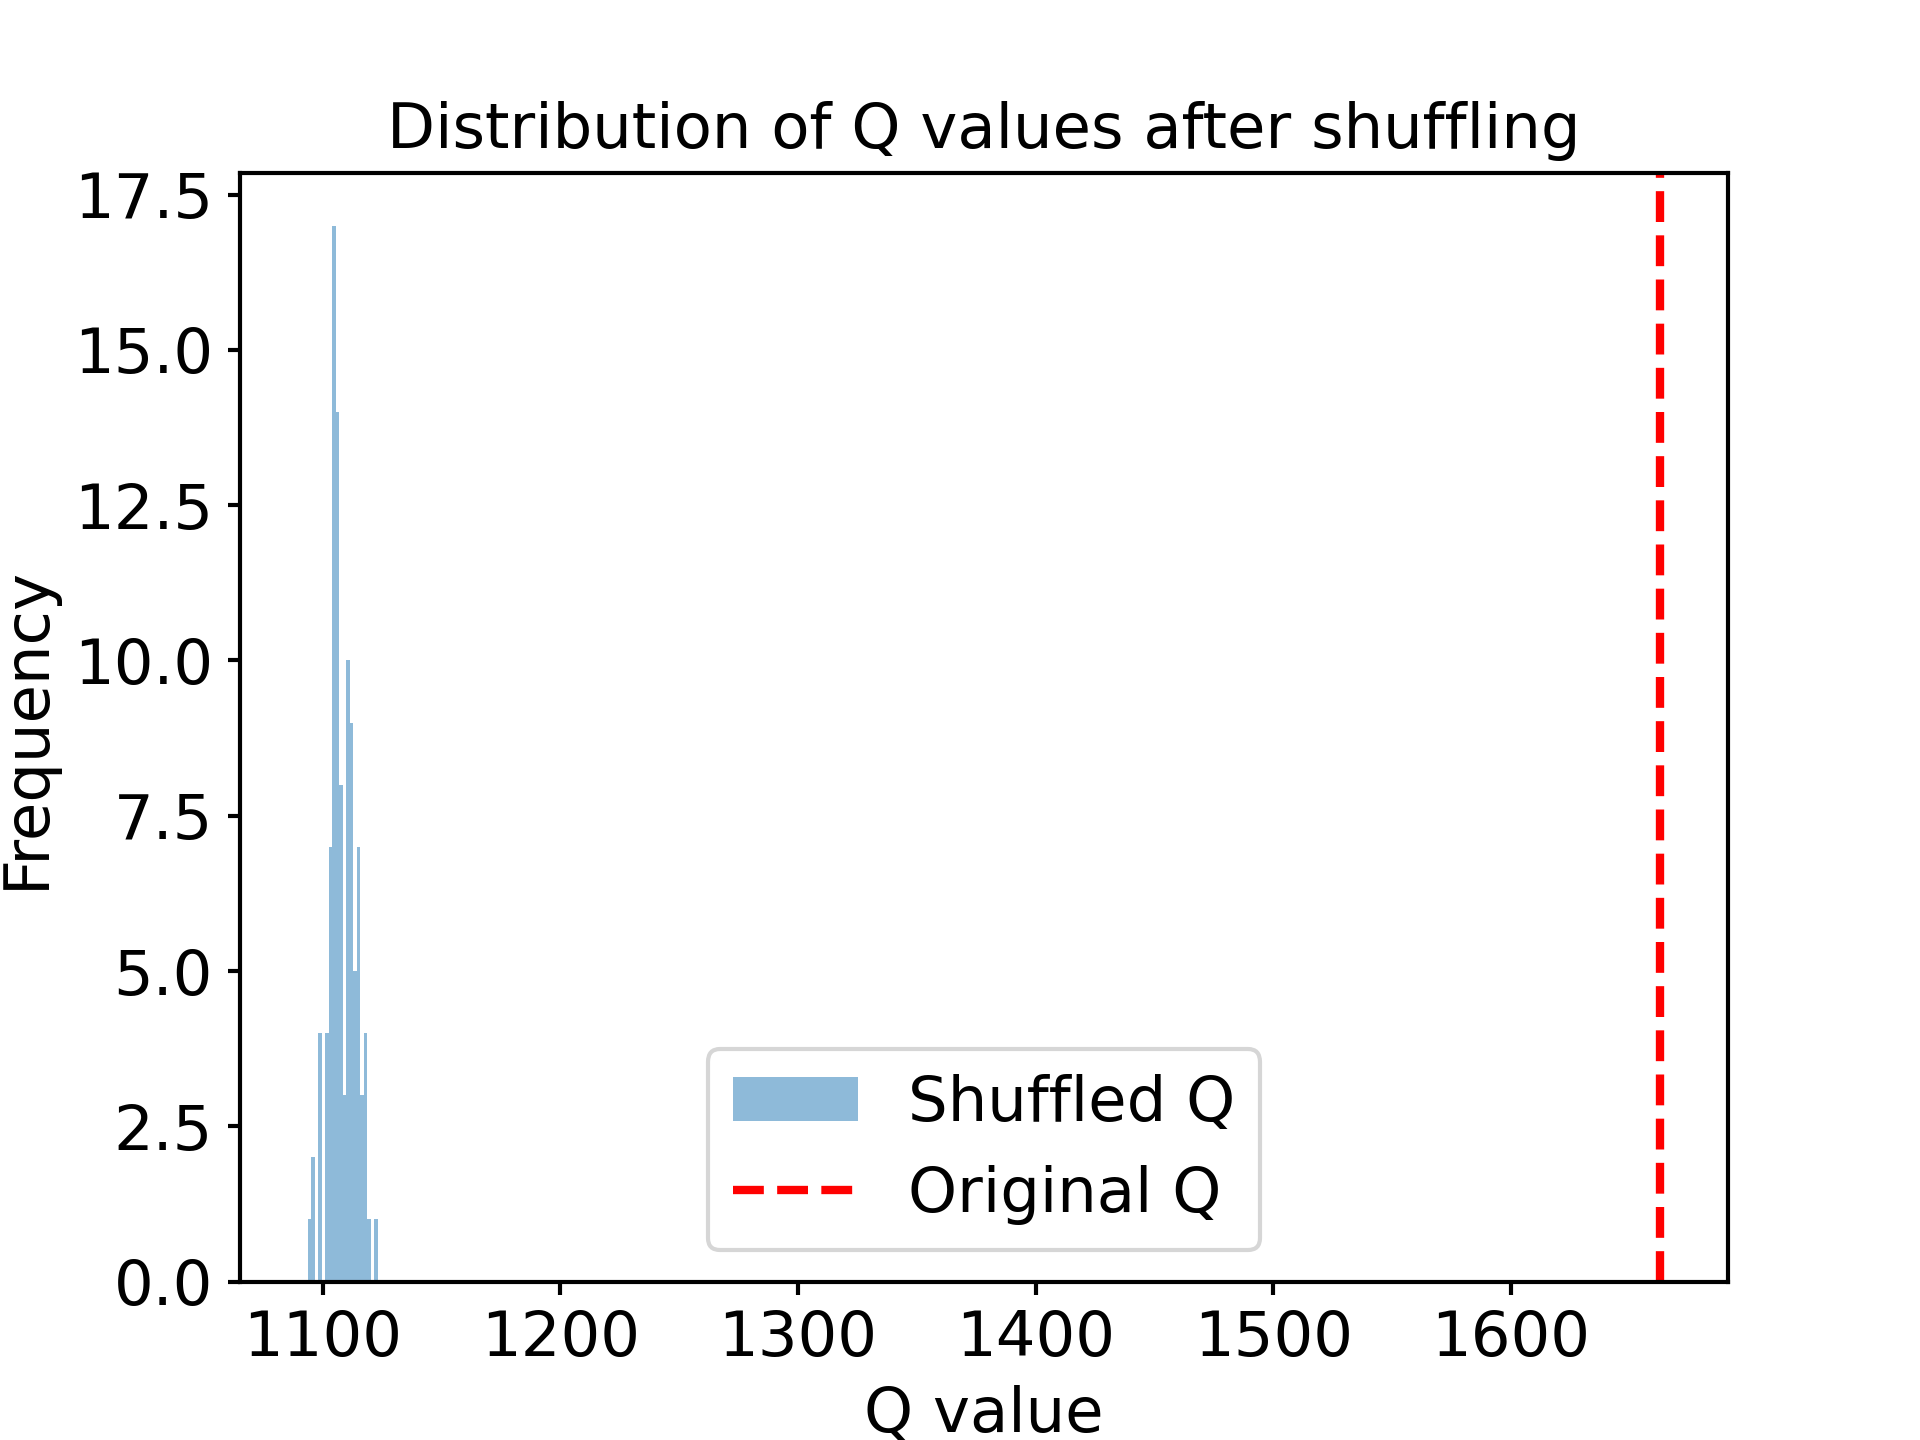 Distribution of Q values after shuffling
17.5
15.0
12.5
10.0
7.5
5.0
2.5
0.0
Frequency
Shuffled Q
Original Q
1100 1200 1300 1400 1500 1600
Q value